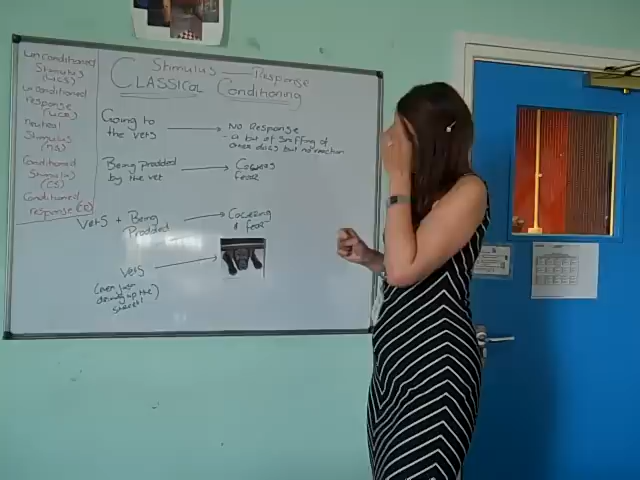 Stimulus — Response
CLASSICAL Conditioning
unconditioned
Stimulus
(UCS)
unconditioned
response
(UCR)
neutral
Stimulus
(NS)
Conditioned
Stimulus
(CS)
Conditioned
response (CR)
Going to
the vets
No Response
- a bit of sniffing of
other dogs but no reaction
Being prodded
by the vet
Cowers
fear
Vets + Being
Prodded
Cowering
& fear
Vets
(even just
driving up the
street)